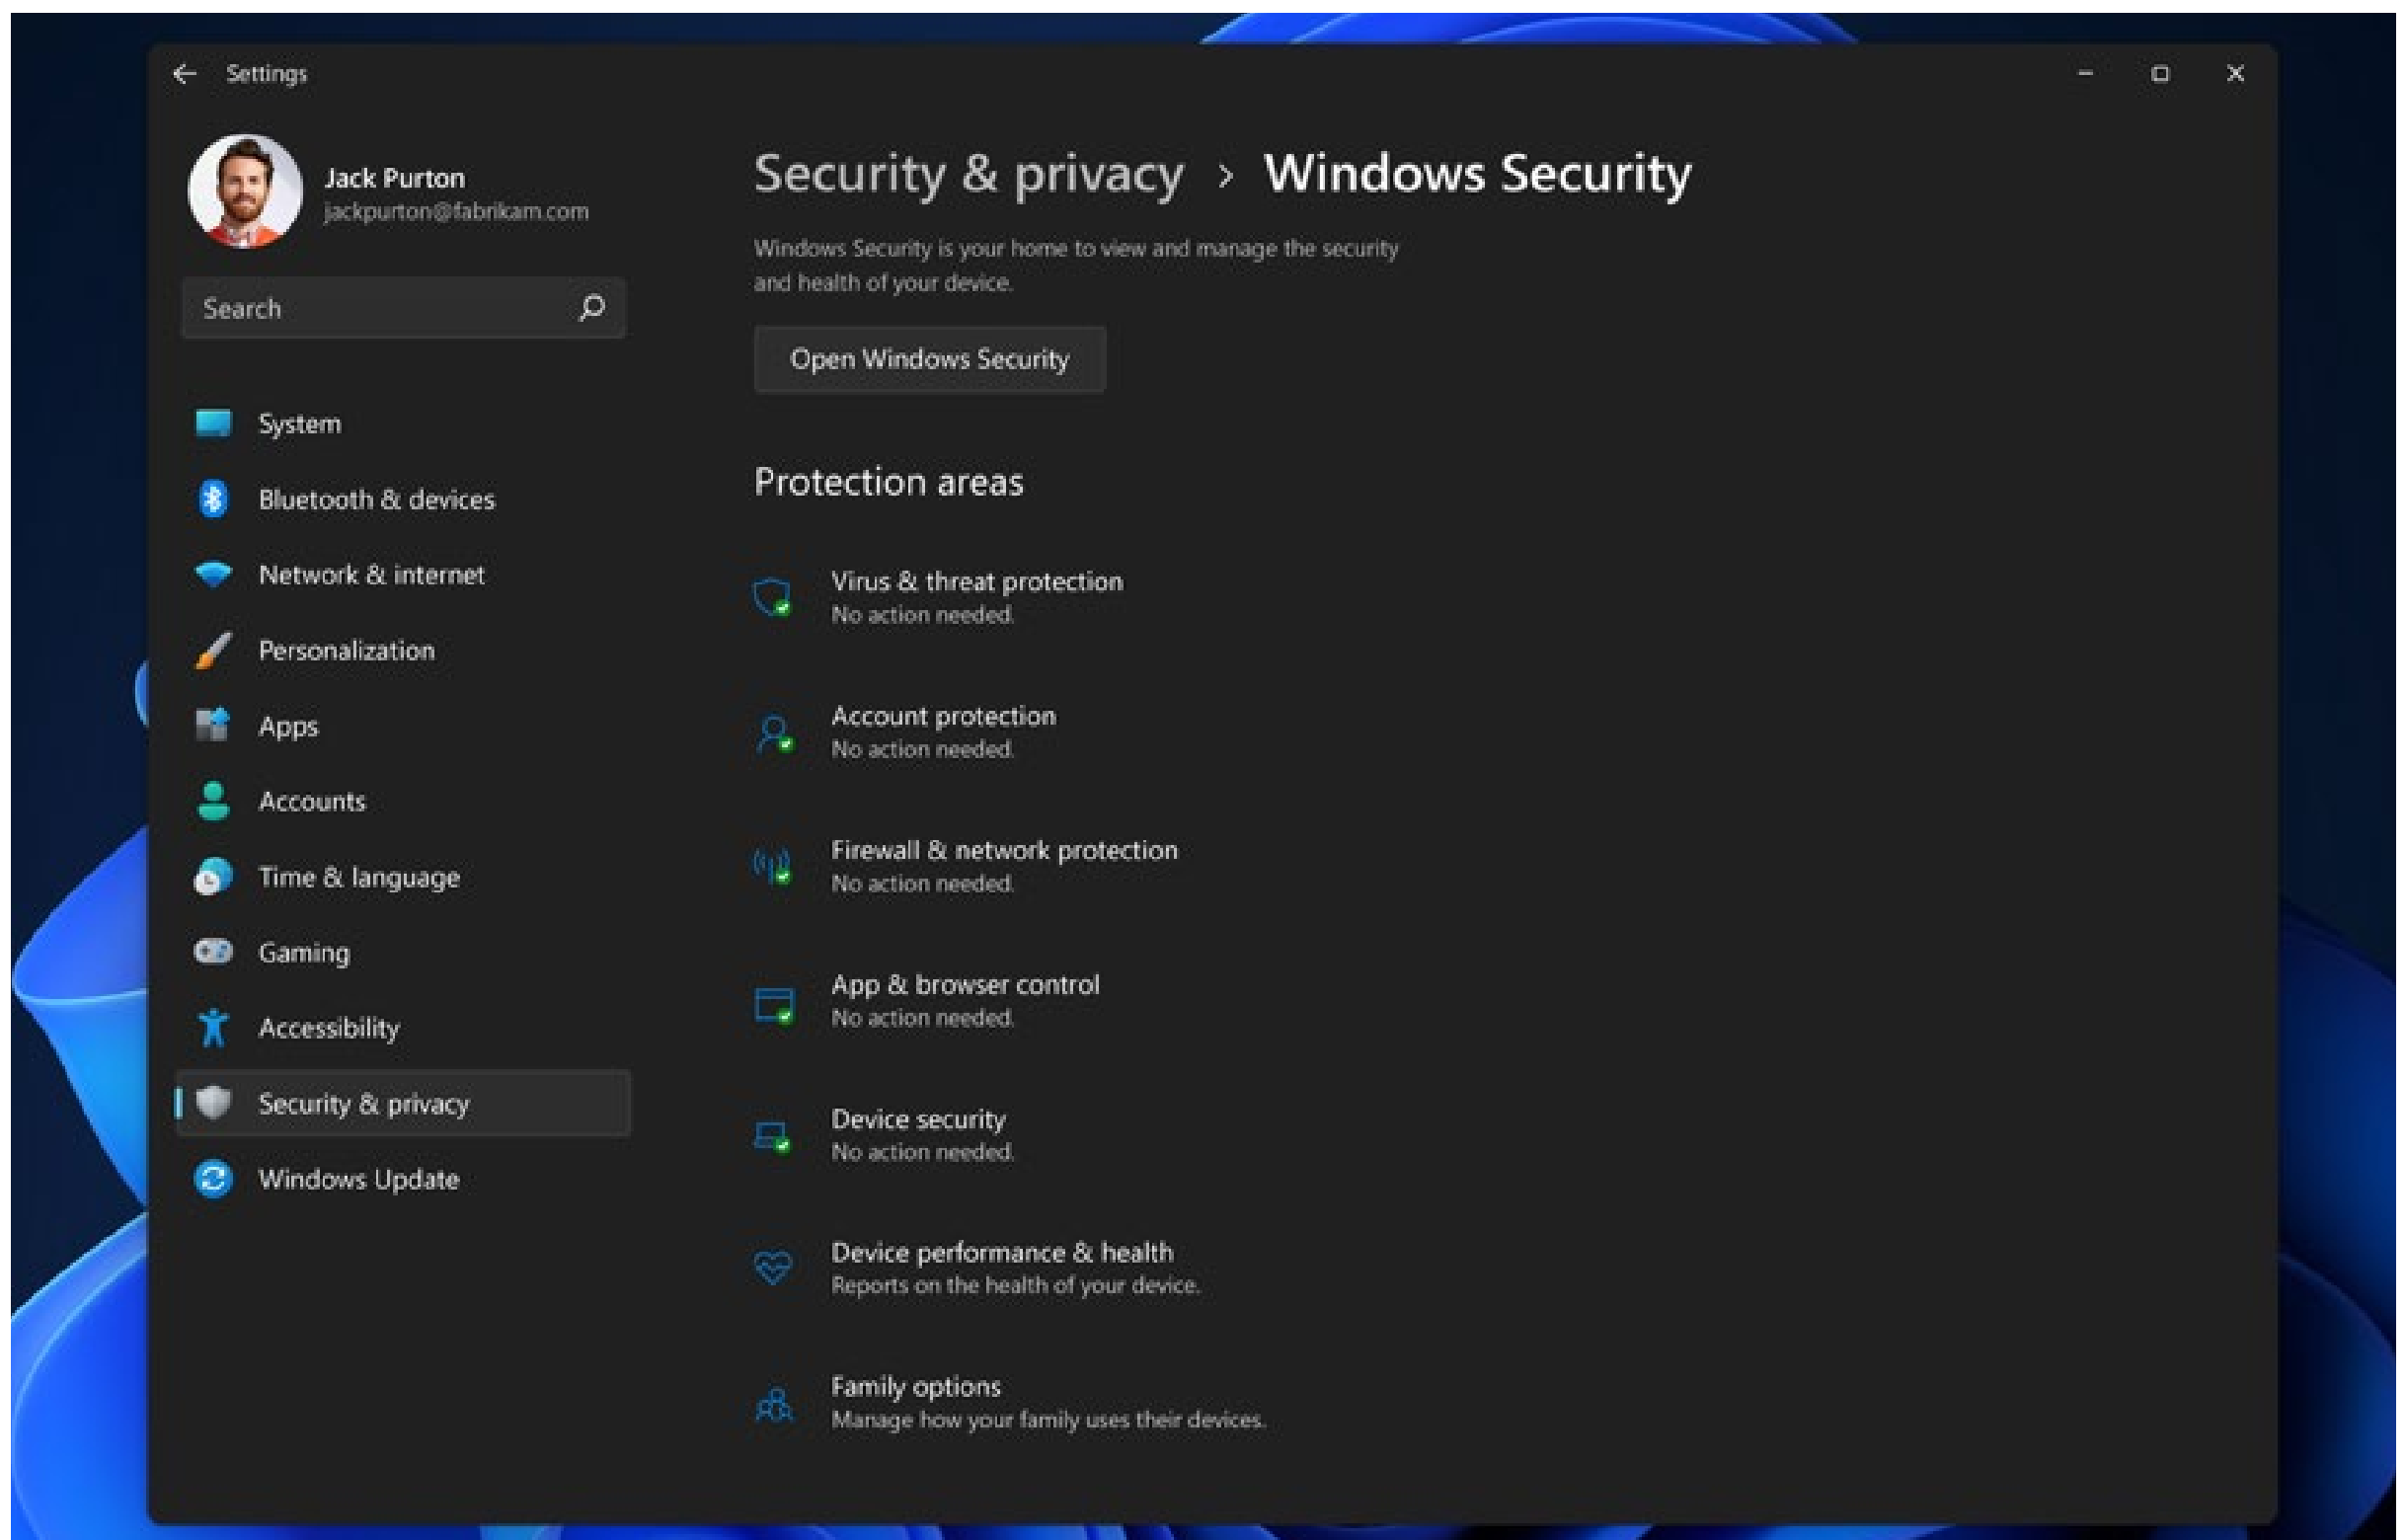 Settings
Jack Purton
jackpurton@fabrikam.com
Search
System
Bluetooth & devices
Network & internet
Personalization
Apps
Accounts
Time & language
Gaming
Accessibility
Security & privacy
Windows Update
Security & privacy › Windows Security
Windows Security is your home to view and manage the security
and health of your device.
Open Windows Security
Protection areas
Virus & threat protection
No action needed.
Account protection
No action needed.
Firewall & network protection
No action needed.
App & browser control
No action needed.
Device security
No action needed.
Device performance & health
Reports on the health of your device.
Family options
Manage how your family uses their devices.